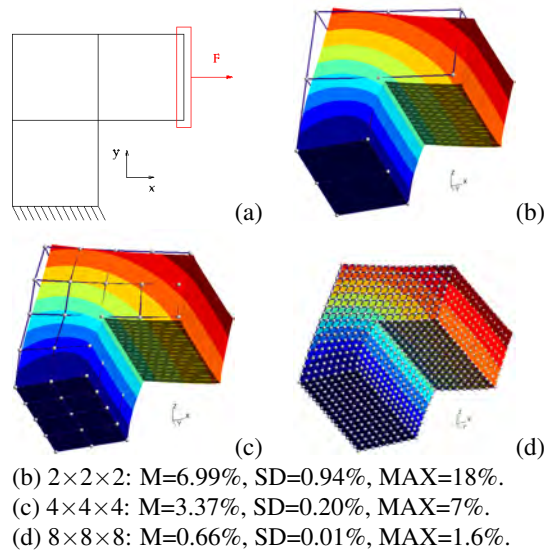 F
y
x
(a)
(b)
(c)
(d)
(b) 2×2×2: M=6.99%, SD=0.94%, MAX=18%.
(c) 4×4×4: M=3.37%, SD=0.20%, MAX=7%.
(d) 8×8×8: M=0.66%, SD=0.01%, MAX=1.6%.